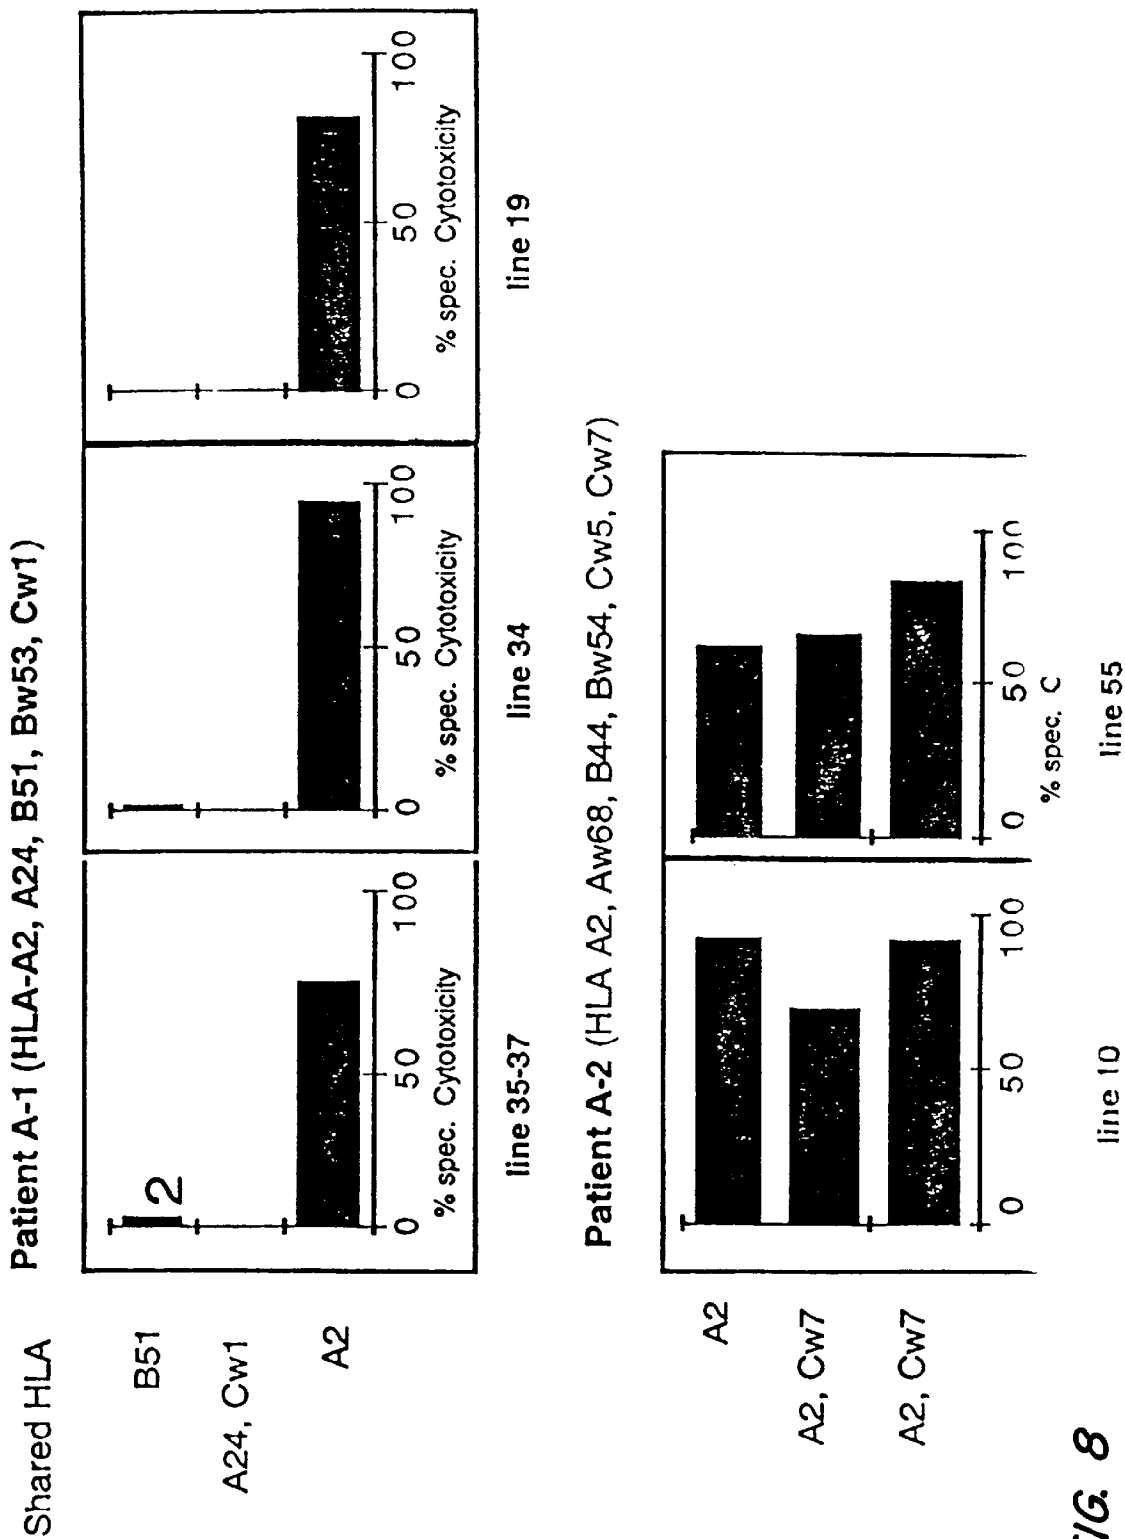 Shared HLA
Patient A-1 (HLA-A2, A24, B51, Bw53, Cw1)
B51
A24, Cw1
A2
2
0 50 100
% spec. Cytotoxicity
line 35-37
0 50 100
% spec. Cytotoxicity
line 34
0 50 100
% spec. Cytotoxicity
line 19
Patient A-2 (HLA A2, Aw68, B44, Bw54, Cw5, Cw7)
A2
A2, Cw7
A2, Cw7
0 50 100
line 10
0 50 100
% spec. C
line 55
FIG. 8